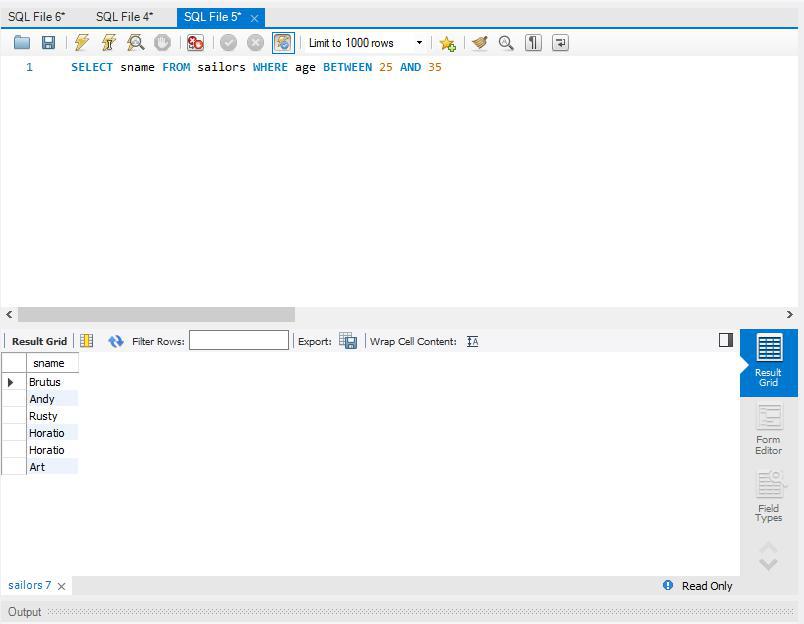 SQL File 6* SQL File 4* SQL File 5*
Limit to 1000 rows
1 SELECT sname FROM sailors WHERE age BETWEEN 25 AND 35
Result Grid Filter Rows: Export: Wrap Cell Content:
sname
Brutus
Andy
Rusty
Horatio
Horatio
Art
Result
Grid
Form
Editor
Field
Types
sailors 7 Read Only
Output